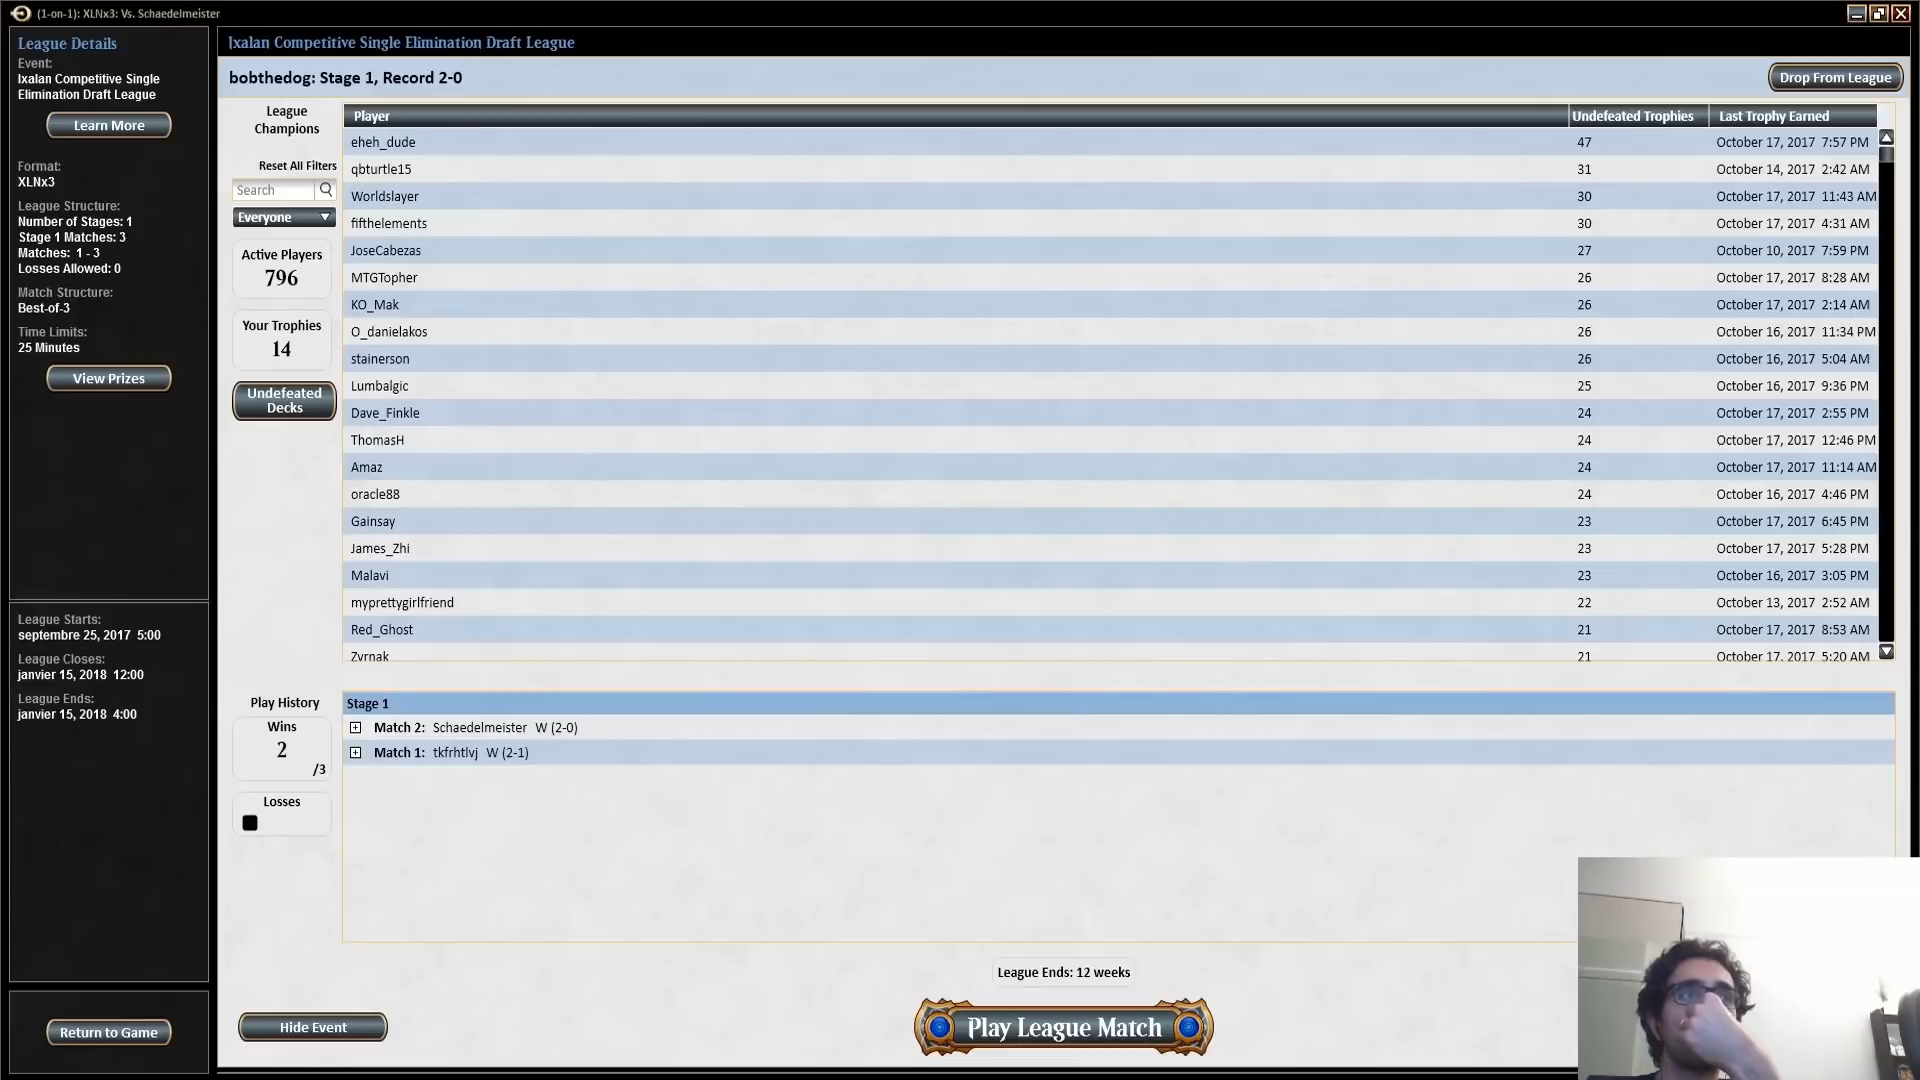 (1-on-1): XLNx3: Vs. Schaedelmeister
League Details
Event:
Ixalan Competitive Single
Elimination Draft League
Learn More
Format:
XLNx3
League Structure:
Number of Stages: 1
Stage 1 Matches: 3
Matches: 1 - 3
Losses Allowed: 0
Match Structure:
Best-of-3
Time Limits:
25 Minutes
View Prizes
League Starts:
septembre 25, 2017 5:00
League Closes:
janvier 15, 2018 12:00
League Ends:
janvier 15, 2018 4:00
Return to Game
Ixalan Competitive Single Elimination Draft League
bobthedog: Stage 1, Record 2-0
Drop From League
League
Champions
Reset All Filters
Search
Everyone
Active Players
796
Your Trophies
14
Undefeated
Decks
Player Undefeated Trophies Last Trophy Earned
eheh_dude 47 October 17, 2017 7:57 PM
qbturtle15 31 October 14, 2017 2:42 AM
Worldslayer 30 October 17, 2017 11:43 AM
fifthelements 30 October 17, 2017 4:31 AM
JoseCabezas 27 October 10, 2017 7:59 PM
MTGTopher 26 October 17, 2017 8:28 AM
KO_Mak 26 October 17, 2017 2:14 AM
O_danielakos 26 October 16, 2017 11:34 PM
stainerson 26 October 16, 2017 5:04 AM
Lumbalgic 25 October 16, 2017 9:36 PM
Dave_Finkle 24 October 17, 2017 2:55 PM
ThomasH 24 October 17, 2017 12:46 PM
Amaz 24 October 17, 2017 11:14 AM
oracle88 24 October 16, 2017 4:46 PM
Gainsay 23 October 17, 2017 6:45 PM
James_Zhi 23 October 17, 2017 5:28 PM
Malavi 23 October 16, 2017 3:05 PM
myprettygirlfriend 22 October 13, 2017 2:52 AM
Red_Ghost 21 October 17, 2017 8:53 AM
Zyrnak 21 October 17, 2017 5:20 AM
Play History
Wins
2
/3
Losses
Stage 1
Match 2: Schaedelmeister W (2-0)
Match 1: tkfrhtlvj W (2-1)
League Ends: 12 weeks
Hide Event
Play League Match